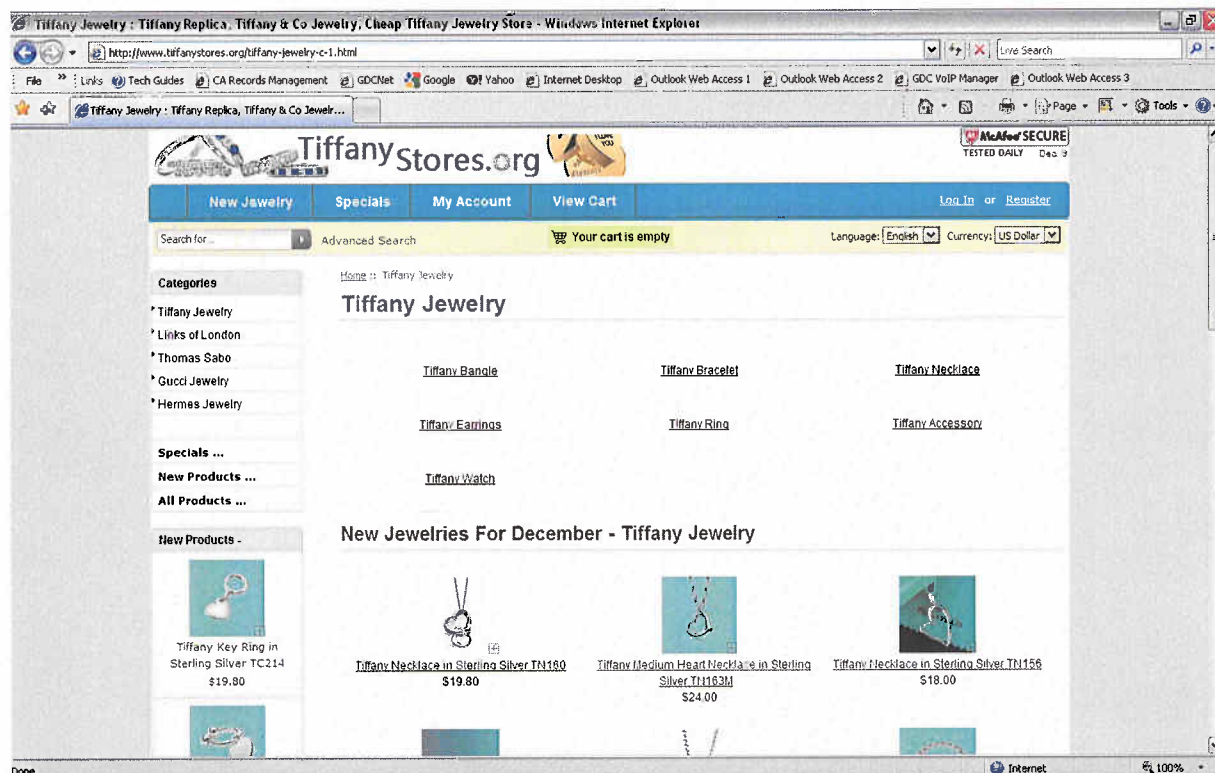 Tiffany Jewelry : Tiffany Replica, Tiffany & Co Jewelry, Cheap Tiffany Jewelry Store - Windows Internet Explorer
http://www.tiffanystores.org/tiffany-jewelry-c-1.html
Live Search
File » Links Tech Guides CA Records Management GDCNet Google Yahoo Internet Desktop Outlook Web Access 1 Outlook Web Access 2 GDC VoIP Manager Outlook Web Access 3
Tiffany Jewelry : Tiffany Replica, Tiffany & Co Jewelr...
Page Tools
Tiffany Stores.org
I LOVE YOU
McAfee SECURE
TESTED DAILY Dec 9
New Jewelry Specials My Account View Cart Log In or Register
Search for... Advanced Search Your cart is empty Language: English Currency: US Dollar
Home :: Tiffany Jewelry
Categories
Tiffany Jewelry
Links of London
Thomas Sabo
Gucci Jewelry
Hermes Jewelry
Specials ...
New Products ...
All Products ...
Tiffany Jewelry
Tiffany Bangle Tiffany Bracelet Tiffany Necklace
Tiffany Earrings Tiffany Ring Tiffany Accessory
Tiffany Watch
New Products -
Tiffany Key Ring in
Sterling Silver TC214
$19.80
New Jewelries For December - Tiffany Jewelry
Tiffany Necklace in Sterling Silver TN160
$19.80
Tiffany Medium Heart Necklace in Sterling
Silver TN163M
$24.00
Tiffany Necklace in Sterling Silver TN156
$18.00
Done Internet 100%